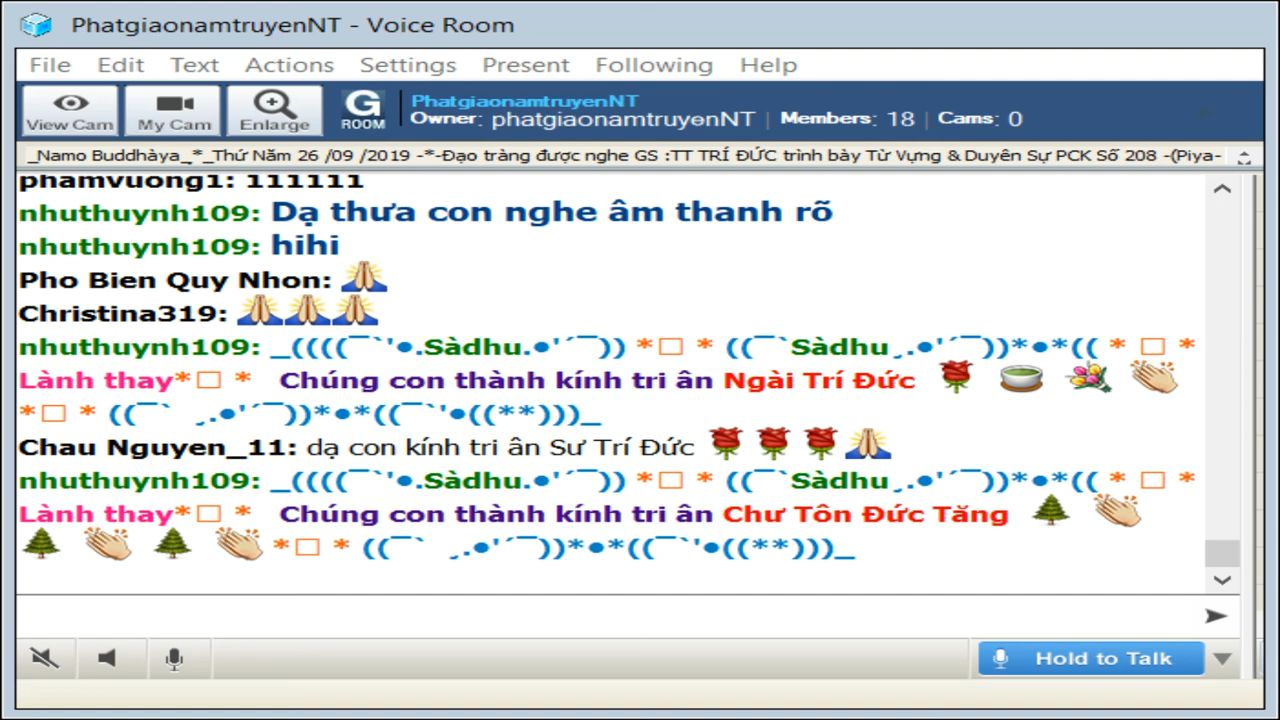 PhatgiaonamtruyenNT - Voice Room
File Edit Text Actions Settings Present Following Help
View Cam My Cam Enlarge G ROOM PhatgiaonamtruyenNT
Owner: phatgiaonamtruyenNT | Members: 18 | Cams: 0
_Namo Buddhàya_*_Thứ Năm 26 /09 /2019 -*-Đạo tràng được nghe GS :TT TRÍ ĐỨC trình bày Từ Vựng & Duyên Sự PCK Số 208 -(Piya-
phamvuong1: 111111
nhuthuynh109: Dạ thưa con nghe âm thanh rõ
nhuthuynh109: hihi
Pho Bien Quy Nhon: 🙏
Christina319: 🙏🙏🙏
nhuthuynh109: _((((¯`'●.Sàdhu.●'´¯)) *□ * ((¯`Sàdhu¸.●'´¯))*●*(( * □ *
Lành thay*□ * Chúng con thành kính tri ân Ngài Trí Đức 🌹 🍵 💐 👏
*□ * ((¯` ¸.●'´¯))*●*((¯`'●((**)))_
Chau Nguyen_11: dạ con kính tri ân Sư Trí Đức 🌹 🌹 🌹 🙏
nhuthuynh109: _((((¯`'●.Sàdhu.●'´¯)) *□ * ((¯`Sàdhu¸.●'´¯))*●*(( * □ *
Lành thay*□ * Chúng con thành kính tri ân Chư Tôn Đức Tăng 🌲 👏
🌲 👏 🌲 👏 *□ * ((¯` ¸.●'´¯))*●*((¯`'●((**)))_
Hold to Talk